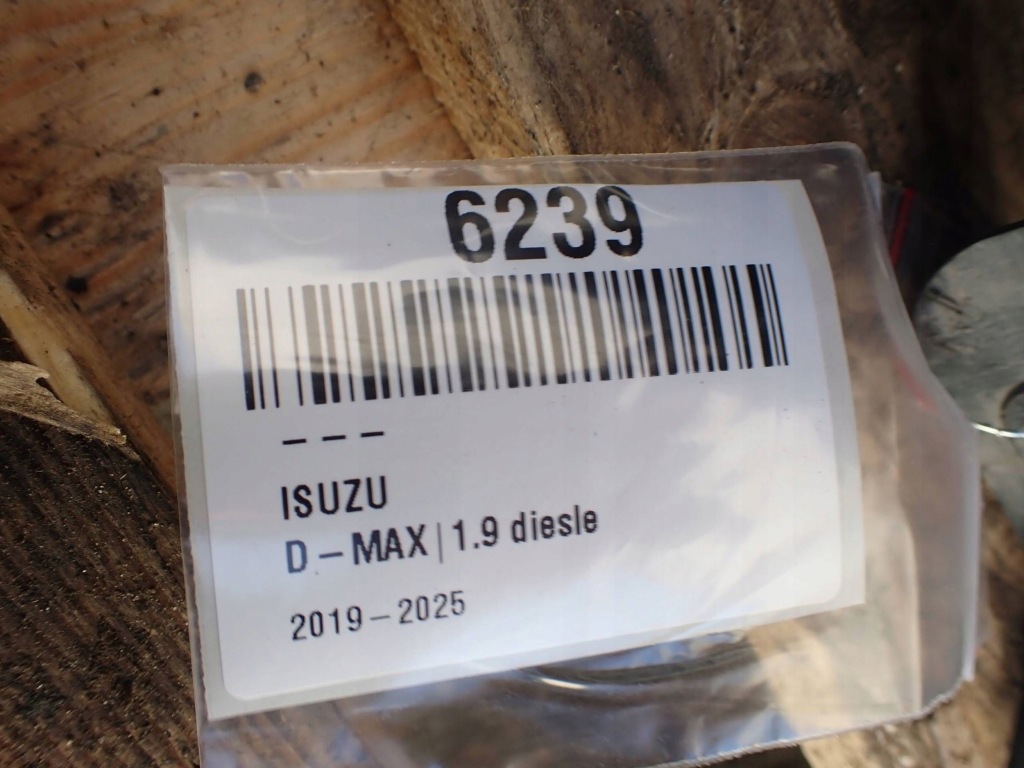 6239
– – –
ISUZU
D – MAX | 1.9 diesle
2019 – 2025